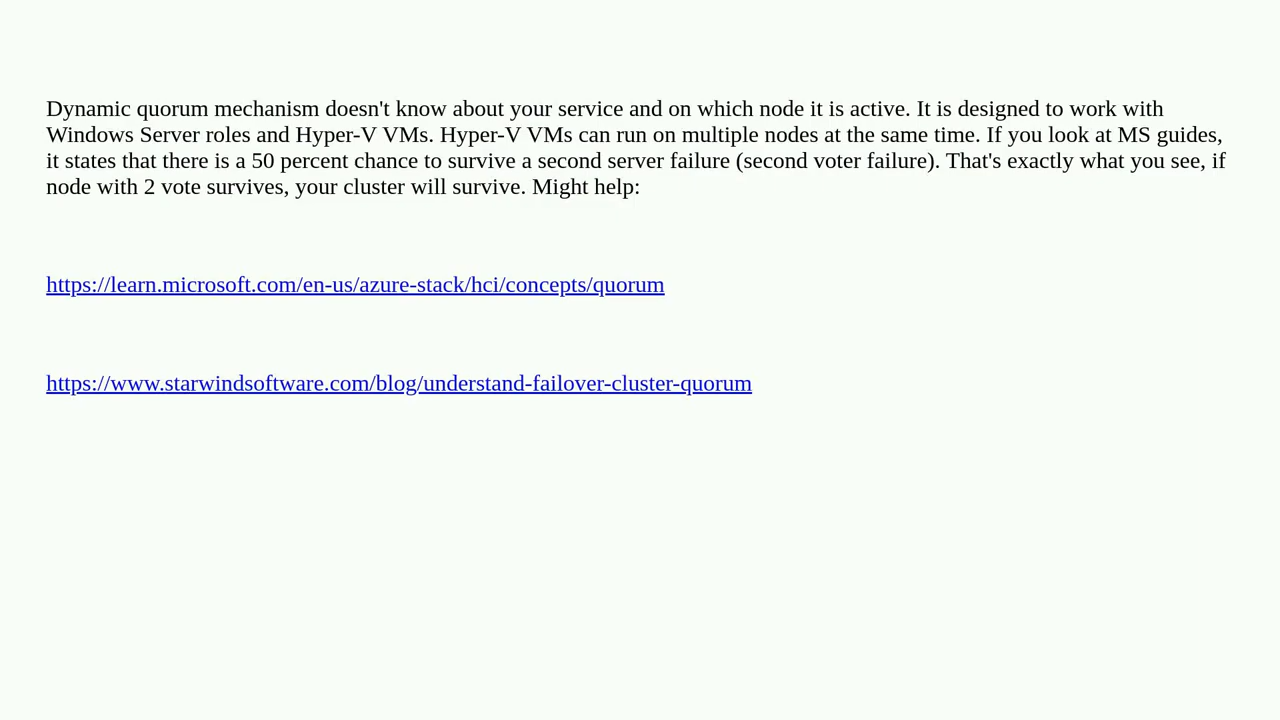 Dynamic quorum mechanism doesn't know about your service and on which node it is active. It is designed to work with
Windows Server roles and Hyper-V VMs. Hyper-V VMs can run on multiple nodes at the same time. If you look at MS guides,
it states that there is a 50 percent chance to survive a second server failure (second voter failure). That's exactly what you see, if
node with 2 vote survives, your cluster will survive. Might help:
https://learn.microsoft.com/en-us/azure-stack/hci/concepts/quorum
https://www.starwindsoftware.com/blog/understand-failover-cluster-quorum